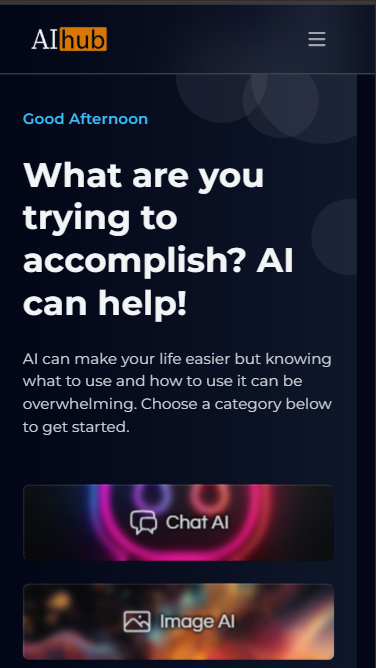 AIhub
Good Afternoon
What are you
trying to
accomplish? AI
can help!
AI can make your life easier but knowing
what to use and how to use it can be
overwhelming. Choose a category below
to get started.
Chat AI
Image AI